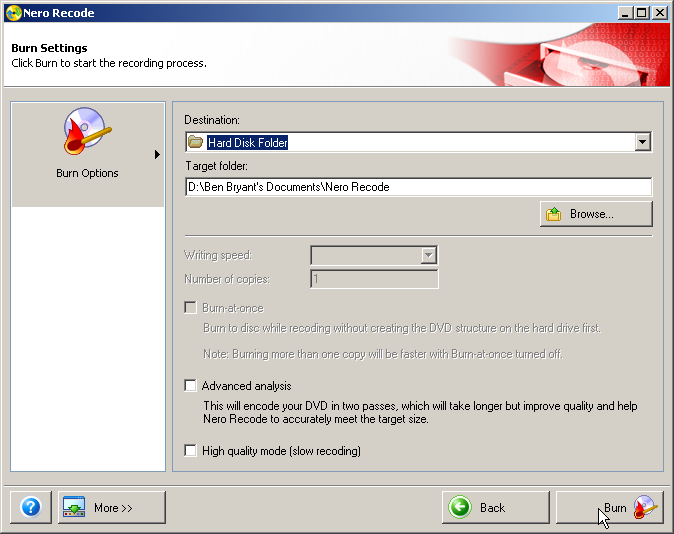 Nero Recode
Burn Settings
Click Burn to start the recording process.
Burn Options
Destination:
Hard Disk Folder
Target folder:
D:\Ben Bryant's Documents\Nero Recode
Browse...
Writing speed:
Number of copies:
1
Burn-at-once
Burn to disc while recoding without creating the DVD structure on the hard drive first.
Note: Burning more than one copy will be faster with Burn-at-once turned off.
Advanced analysis
This will encode your DVD in two passes, which will take longer but improve quality and help
Nero Recode to accurately meet the target size.
High quality mode (slow recoding)
?
More >>
Back
Burn